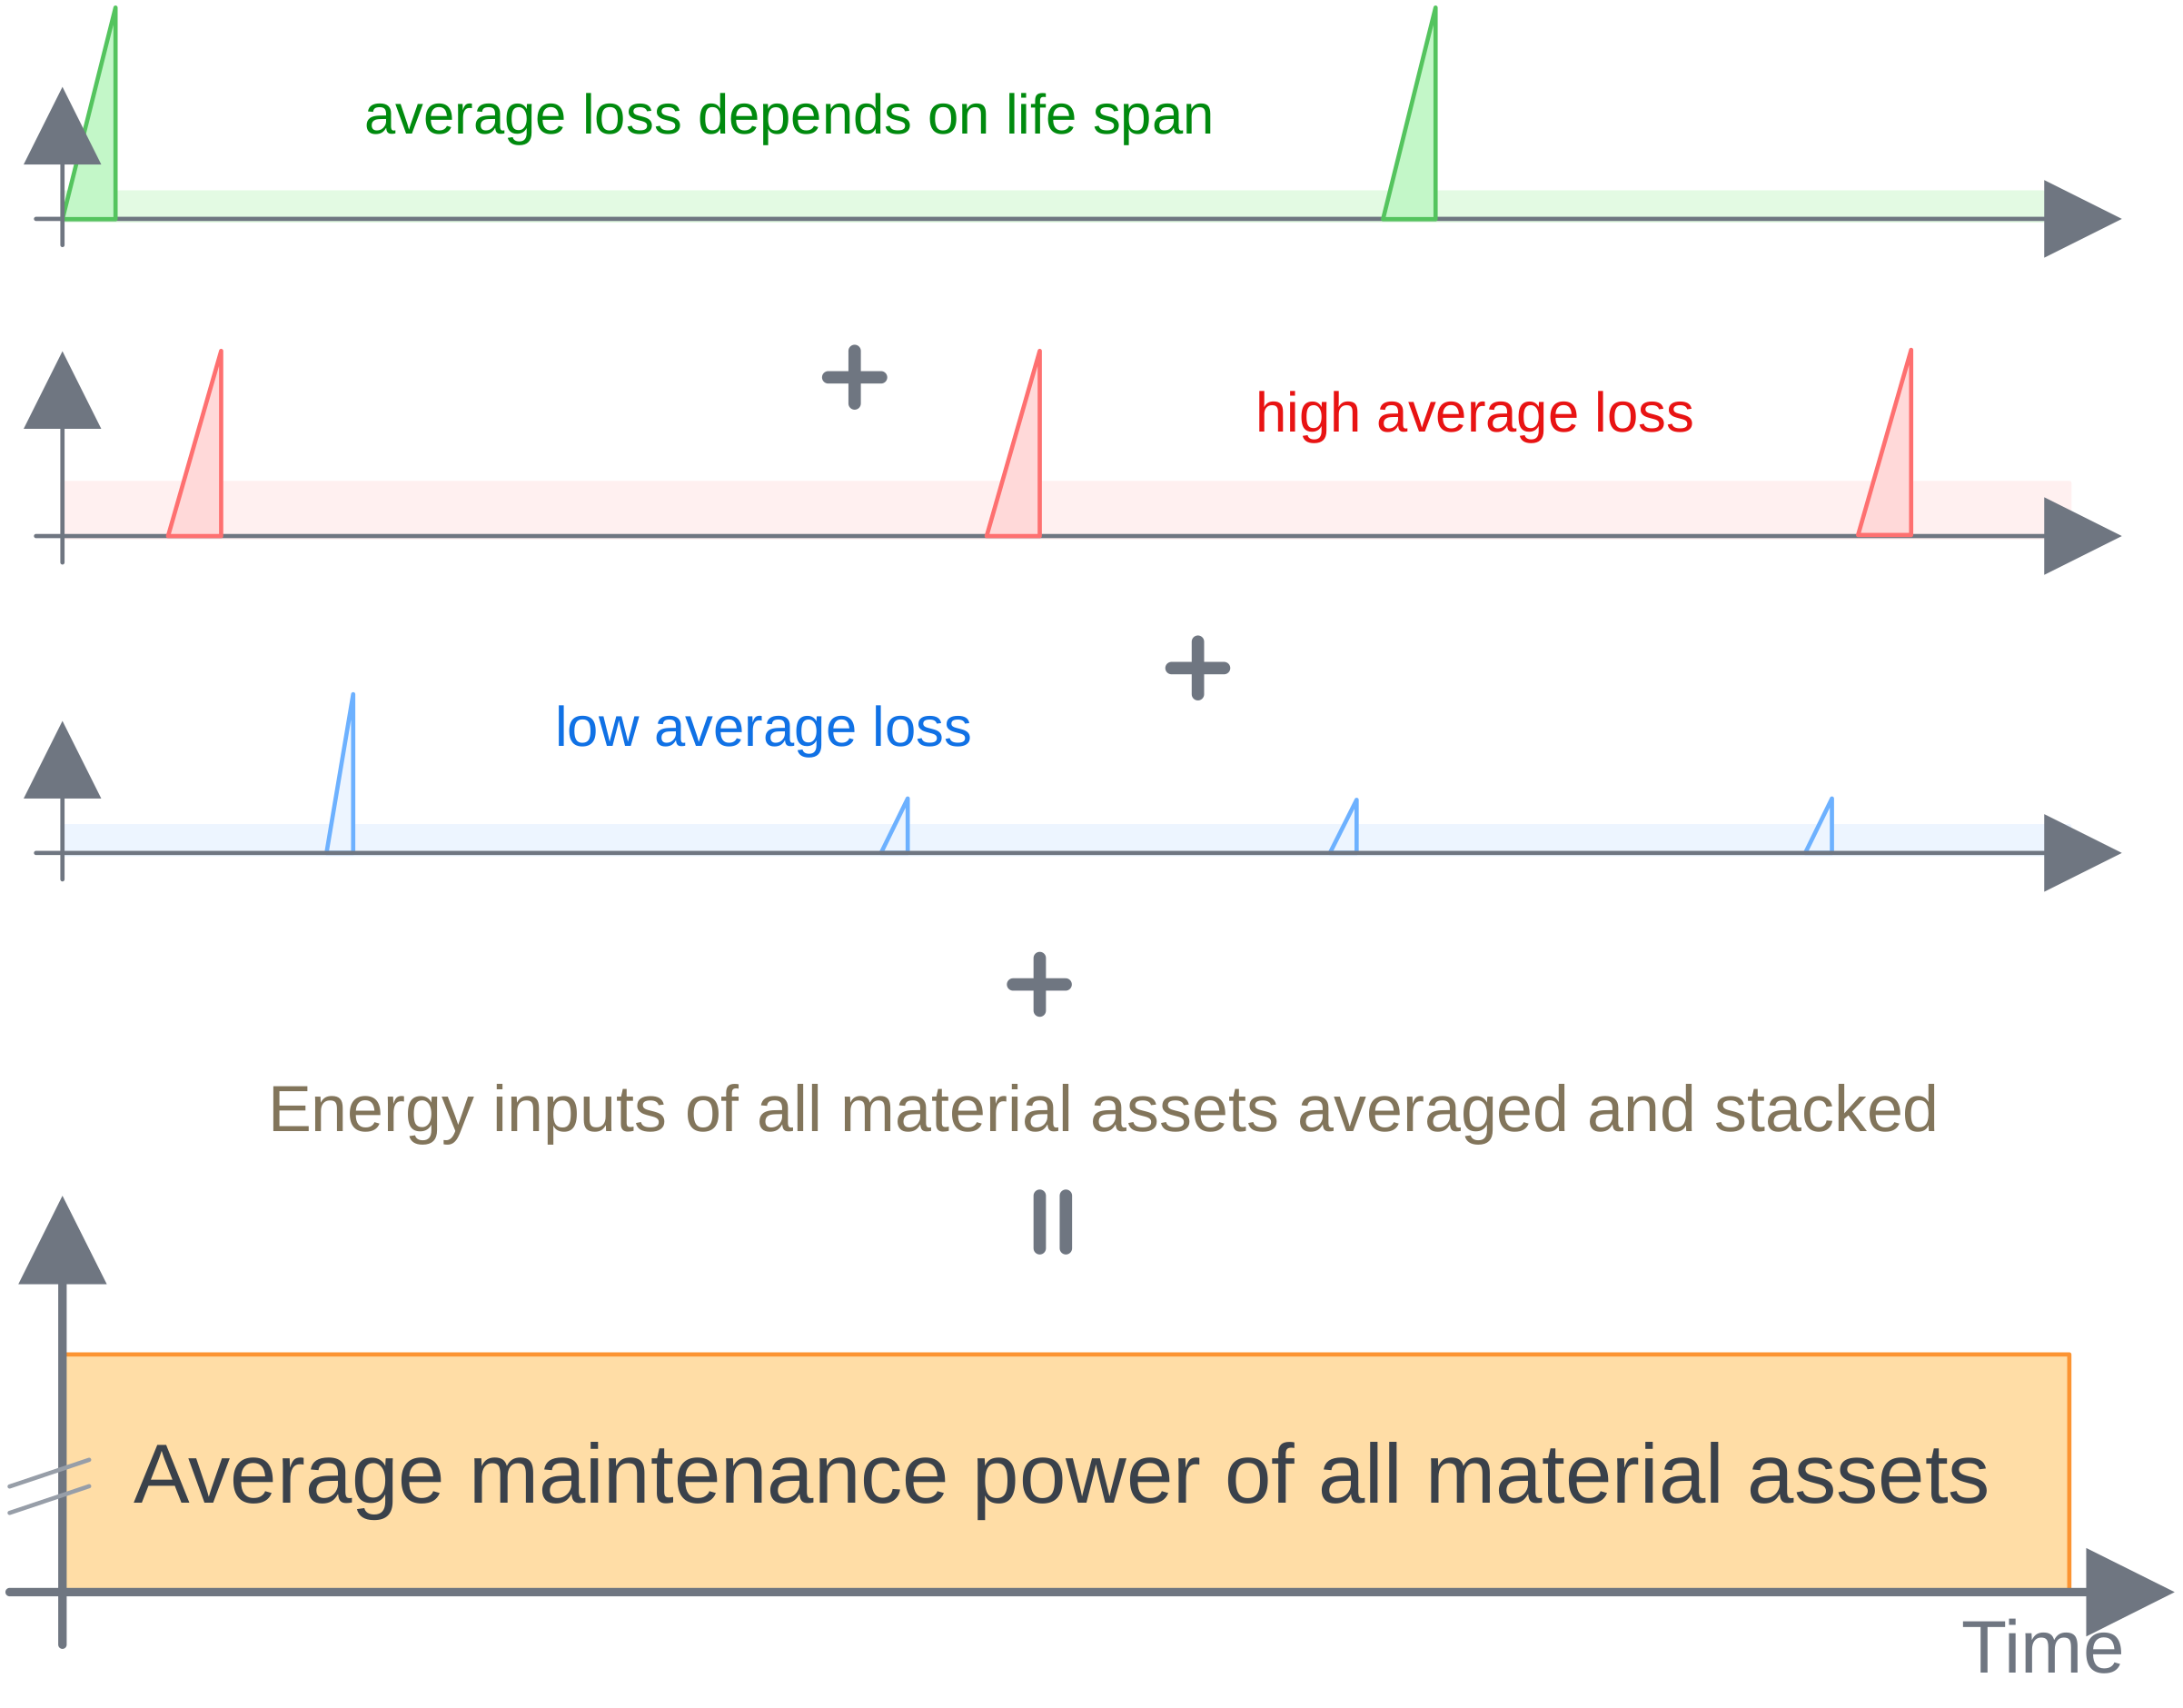 average loss depends on life span
high average loss
low average loss
Energy inputs of all material assets averaged and stacked
Average maintenance power of all material assets
Time